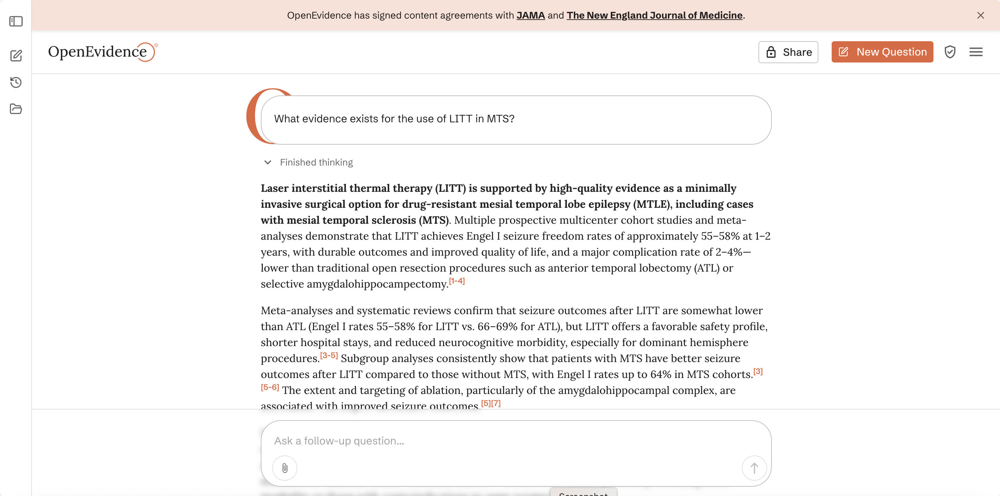 OpenEvidence has signed content agreements with JAMA and The New England Journal of Medicine.
OpenEvidence®
Share
New Question
What evidence exists for the use of LITT in MTS?
Finished thinking
Laser interstitial thermal therapy (LITT) is supported by high-quality evidence as a minimally
invasive surgical option for drug-resistant mesial temporal lobe epilepsy (MTLE), including cases
with mesial temporal sclerosis (MTS). Multiple prospective multicenter cohort studies and meta-
analyses demonstrate that LITT achieves Engel I seizure freedom rates of approximately 55–58% at 1–2
years, with durable outcomes and improved quality of life, and a major complication rate of 2–4%—
lower than traditional open resection procedures such as anterior temporal lobectomy (ATL) or
selective amygdalohippocampectomy.[1-4]
Meta-analyses and systematic reviews confirm that seizure outcomes after LITT are somewhat lower
than ATL (Engel I rates 55–58% for LITT vs. 66–69% for ATL), but LITT offers a favorable safety profile,
shorter hospital stays, and reduced neurocognitive morbidity, especially for dominant hemisphere
procedures.[3-5] Subgroup analyses consistently show that patients with MTS have better seizure
outcomes after LITT compared to those without MTS, with Engel I rates up to 64% in MTS cohorts.[3]
[5-6] The extent and targeting of ablation, particularly of the amygdalohippocampal complex, are
associated with improved seizure outcomes.[5][7]
Ask a follow-up question...
Screenshot